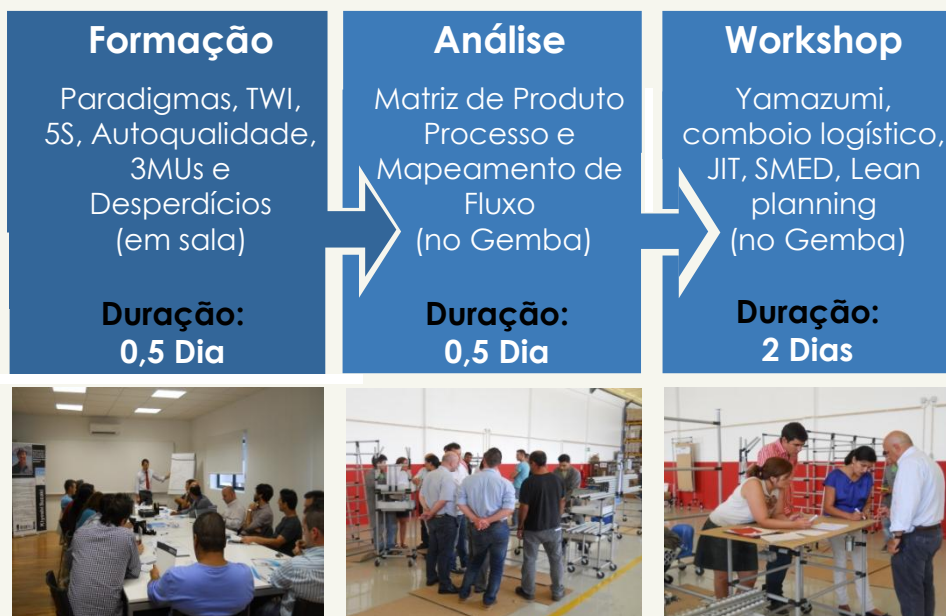 Formação
Paradigmas, TWI,
5S, Autoqualidade,
3MUs e
Desperdícios
(em sala)
Duração:
0,5 Dia
Análise
Matriz de Produto
Processo e
Mapeamento de
Fluxo
(no Gemba)
Duração:
0,5 Dia
Workshop
Yamazumi,
comboio logístico,
JIT, SMED, Lean
planning
(no Gemba)
Duração:
2 Dias